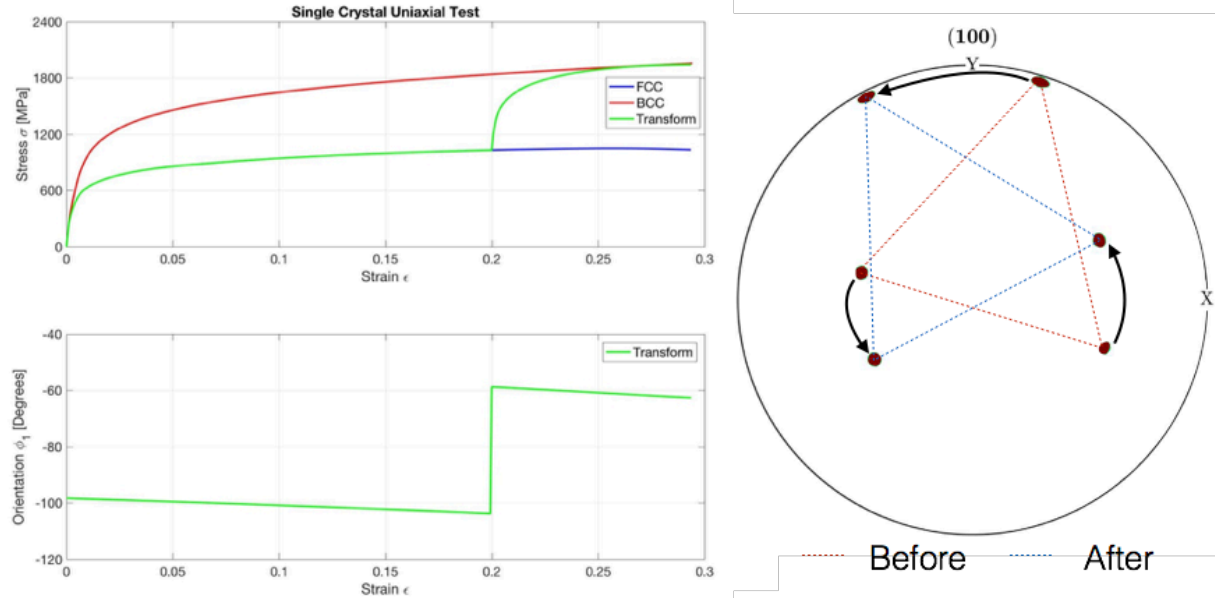 Single Crystal Uniaxial Test
2400
1800
1200
600
0
Stress σ [MPa]
FCC
BCC
Transform
0 0.05 0.1 0.15 0.2 0.25 0.3
Strain ϵ
-40
-60
-80
-100
-120
Orientation ϕ1 [Degrees]
Transform
0 0.05 0.1 0.15 0.2 0.25 0.3
Strain ϵ
(100)
Y
X
Before After